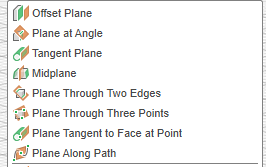 Offset Plane
Plane at Angle
Tangent Plane
Midplane
Plane Through Two Edges
Plane Through Three Points
Plane Tangent to Face at Point
Plane Along Path